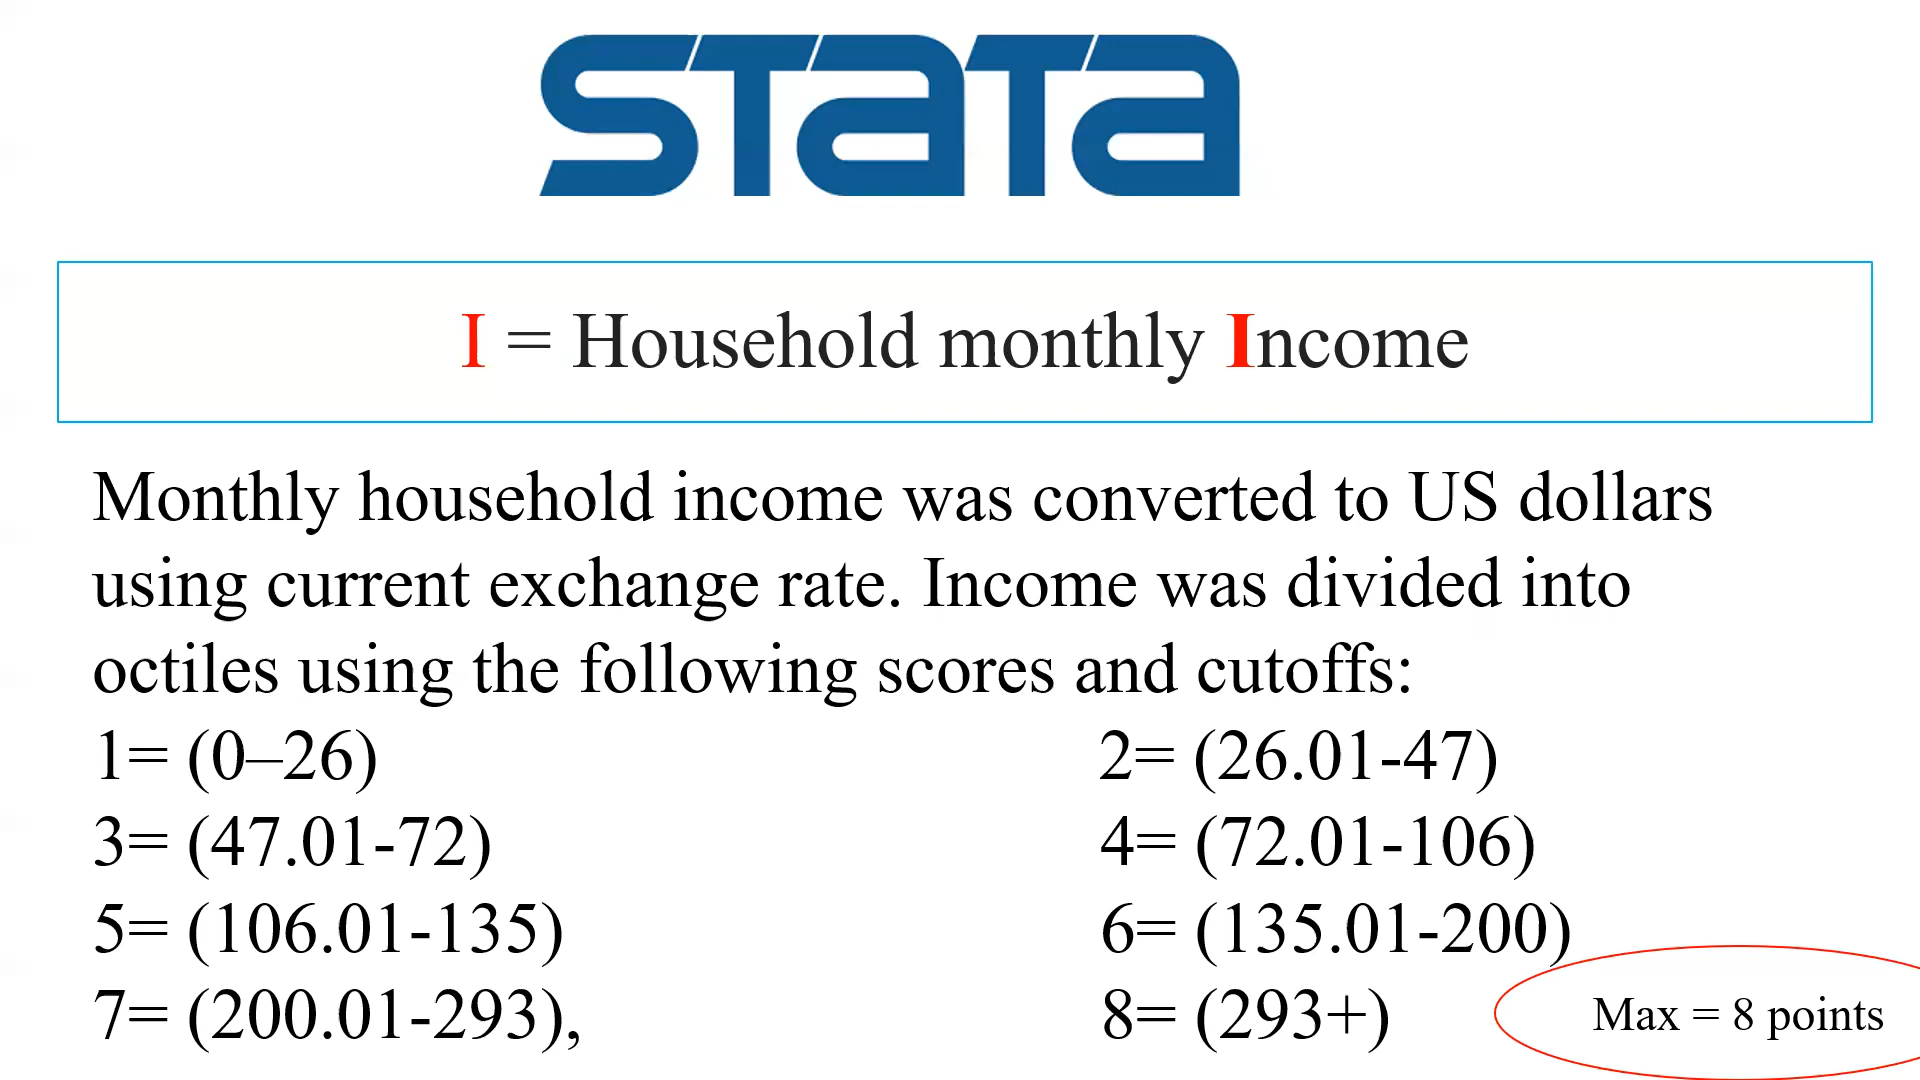 stata
I = Household monthly Income
Monthly household income was converted to US dollars
using current exchange rate. Income was divided into
octiles using the following scores and cutoffs:
1= (0–26) 2= (26.01-47)
3= (47.01-72) 4= (72.01-106)
5= (106.01-135) 6= (135.01-200)
7= (200.01-293), 8= (293+)
Max = 8 points